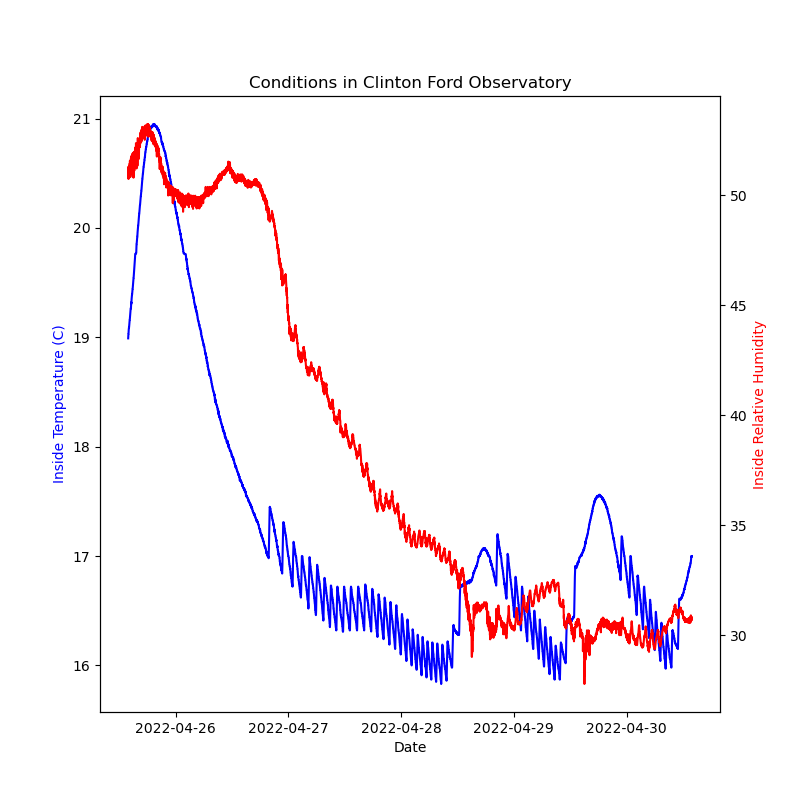 Conditions in Clinton Ford Observatory
21
20
19
18
17
16
Inside Temperature (C)
50
45
40
35
30
Inside Relative Humidity
2022-04-26 2022-04-27 2022-04-28 2022-04-29 2022-04-30
Date